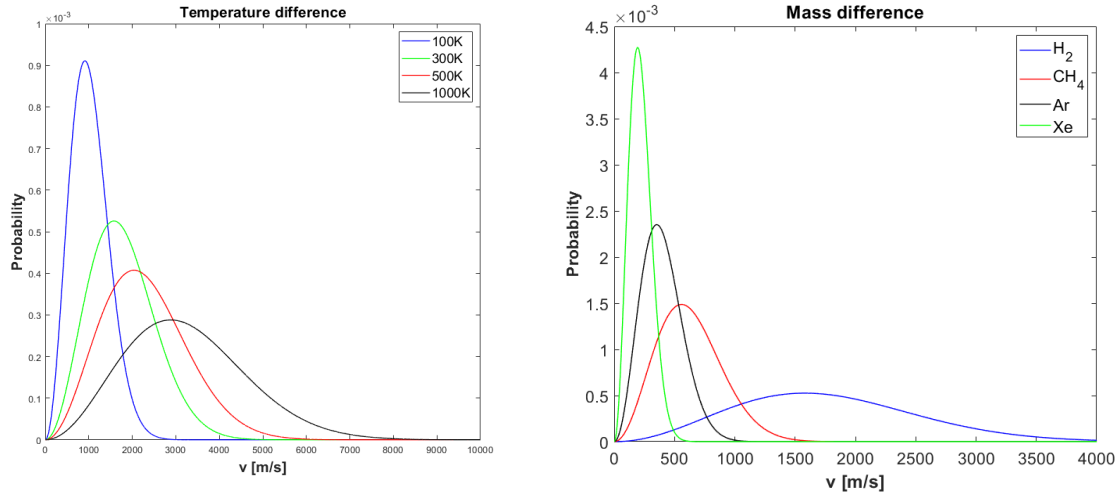 Temperature difference
×10^-3
1
0.9
0.8
0.7
0.6
0.5
0.4
0.3
0.2
0.1
0
Probability
100K
300K
500K
1000K
0 1000 2000 3000 4000 5000 6000 7000 8000 9000 10000
v [m/s]
Mass difference
×10^-3
4.5
4
3.5
3
2.5
2
1.5
1
0.5
0
Probability
H_2
CH_4
Ar
Xe
0 500 1000 1500 2000 2500 3000 3500 4000
v [m/s]